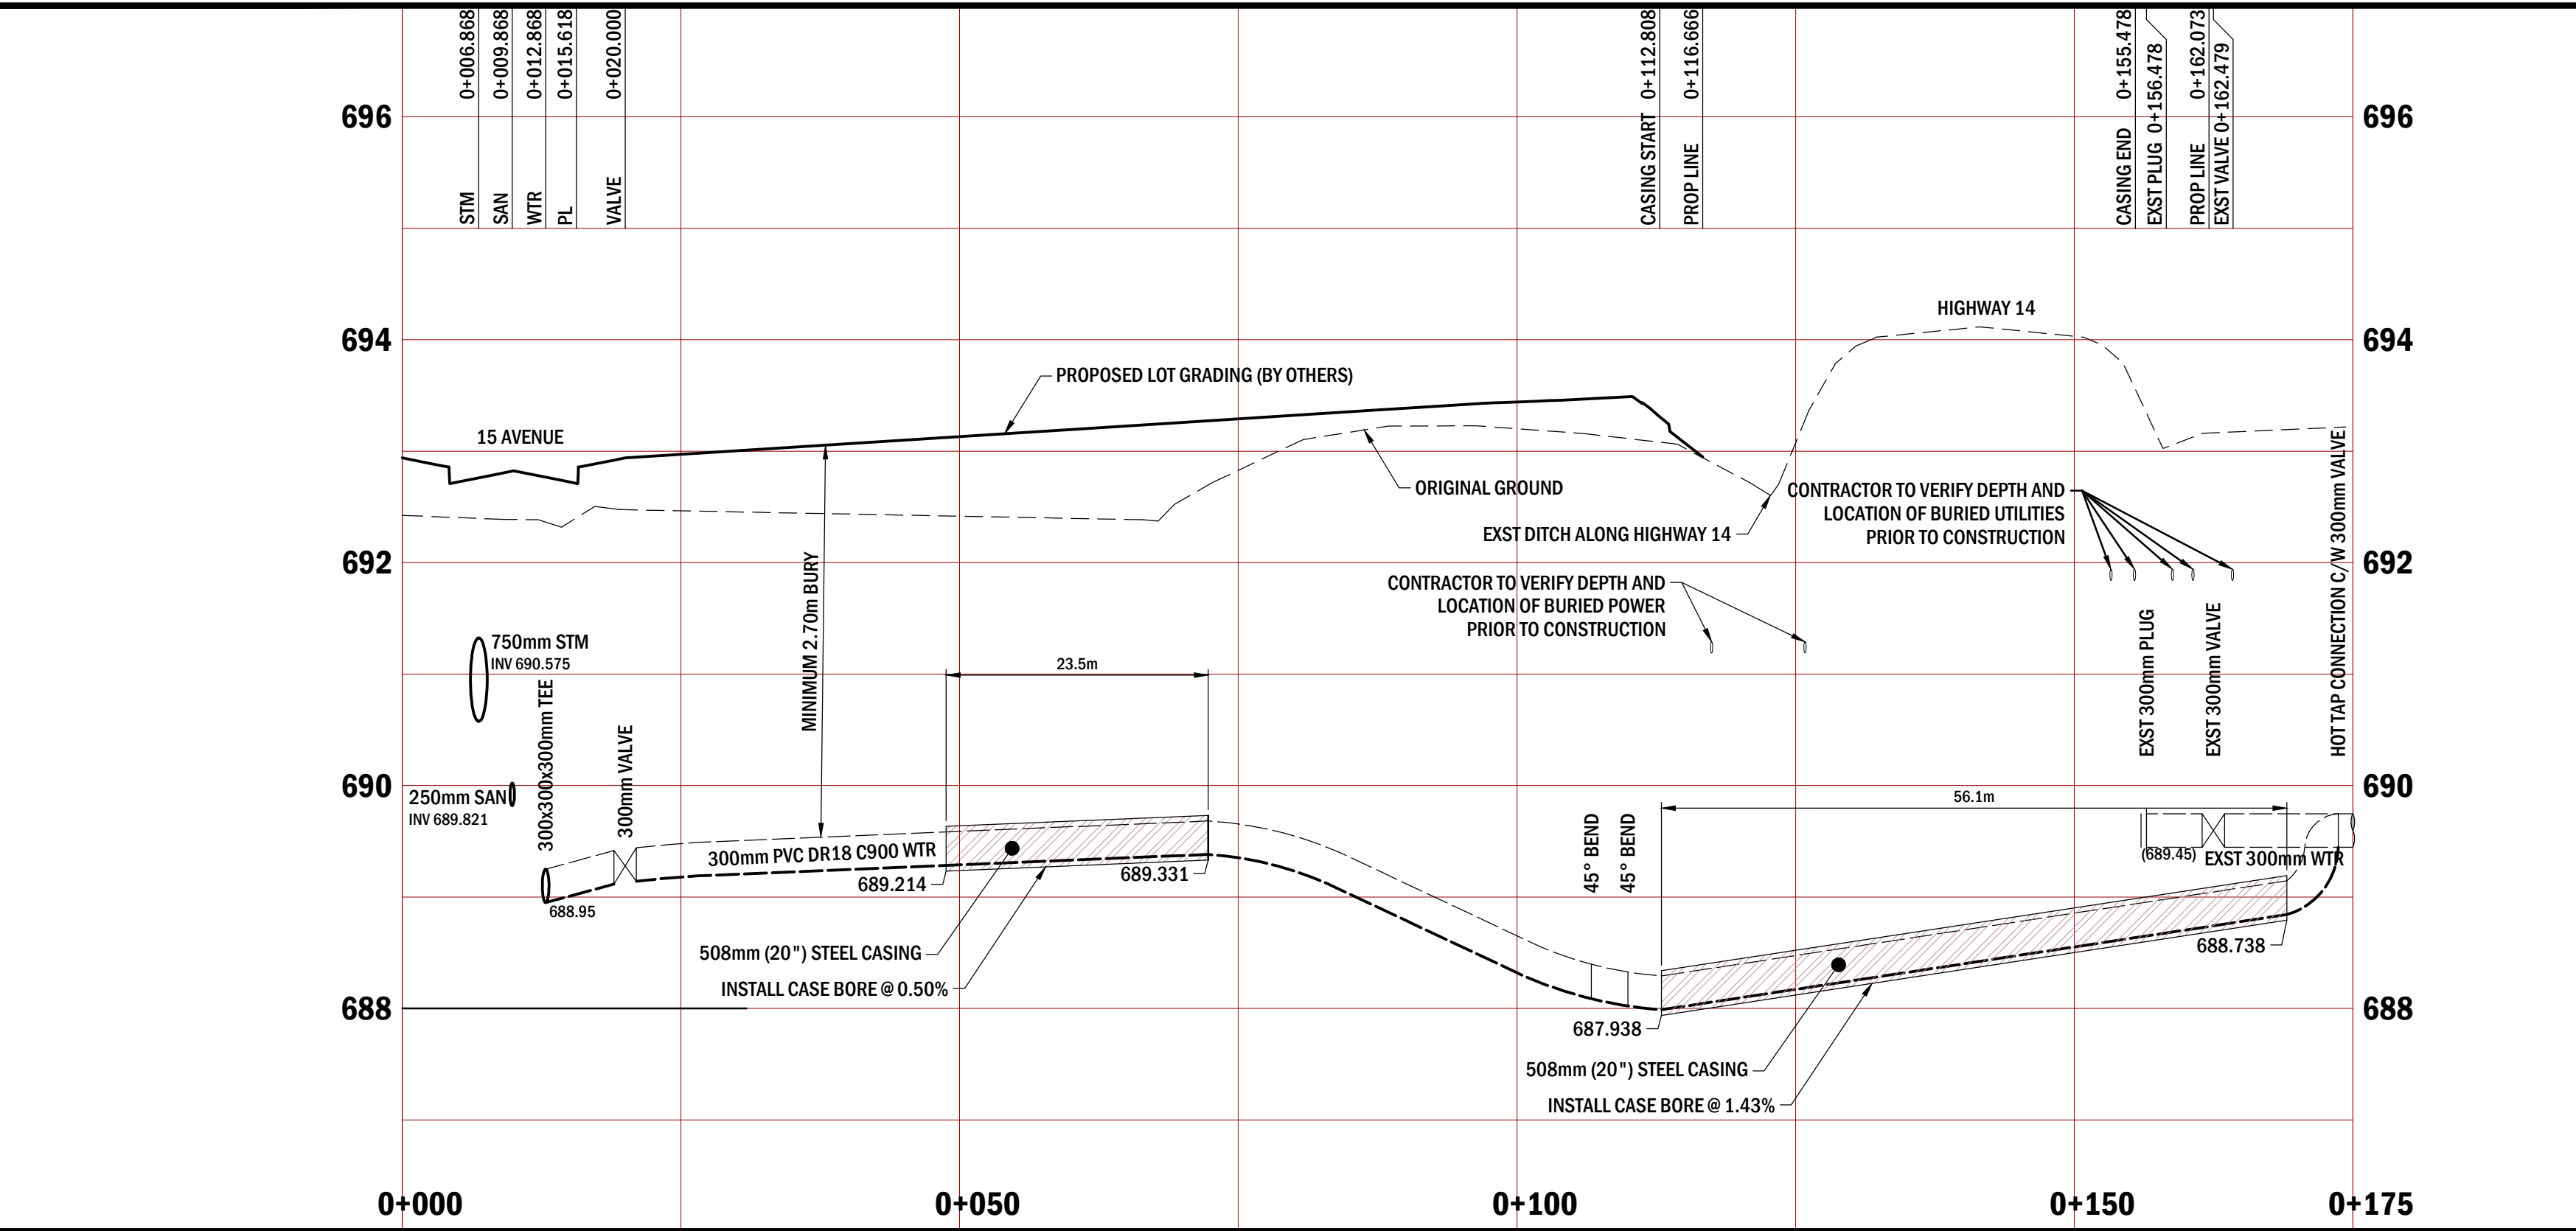 STM 0+006.868
SAN 0+009.868
WTR 0+012.868
PL 0+015.618
VALVE 0+020.000
CASING START 0+112.808
PROP LINE 0+116.666
CASING END 0+155.478
EXST PLUG 0+156.478
PROP LINE 0+162.073
EXST VALVE 0+162.479
696
696
HIGHWAY 14
694
694
PROPOSED LOT GRADING (BY OTHERS)
15 AVENUE
ORIGINAL GROUND
EXST DITCH ALONG HIGHWAY 14
CONTRACTOR TO VERIFY DEPTH AND
LOCATION OF BURIED UTILITIES
PRIOR TO CONSTRUCTION
HOT TAP CONNECTION C/W 300mm VALVE
692
692
MINIMUM 2.70m BURY
CONTRACTOR TO VERIFY DEPTH AND
LOCATION OF BURIED POWER
PRIOR TO CONSTRUCTION
750mm STM
INV 690.575
23.5m
EXST 300mm PLUG
EXST 300mm VALVE
300x300x300mm TEE
300mm VALVE
690
690
250mm SAN
INV 689.821
56.1m
45° BEND
45° BEND
300mm PVC DR18 C900 WTR
(689.45)
EXST 300mm WTR
689.214
689.331
688.95
688.738
508mm (20") STEEL CASING
INSTALL CASE BORE @ 0.50%
688
688
687.938
508mm (20") STEEL CASING
INSTALL CASE BORE @ 1.43%
0+000
0+050
0+100
0+150
0+175